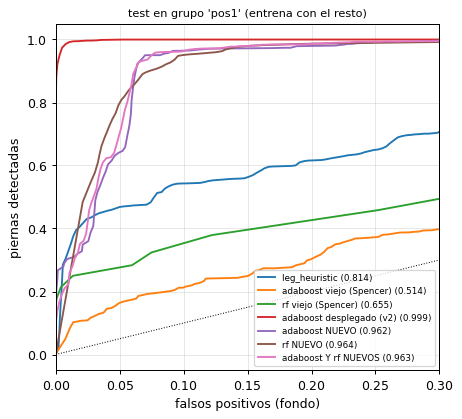 test en grupo 'pos1' (entrena con el resto)
piernas detectadas
1.0
0.8
0.6
0.4
0.2
0.0
leg_heuristic (0.814)
adaboost viejo (Spencer) (0.514)
rf viejo (Spencer) (0.655)
adaboost desplegado (v2) (0.999)
adaboost NUEVO (0.962)
rf NUEVO (0.964)
adaboost Y rf NUEVOS (0.963)
0.00 0.05 0.10 0.15 0.20 0.25 0.30
falsos positivos (fondo)